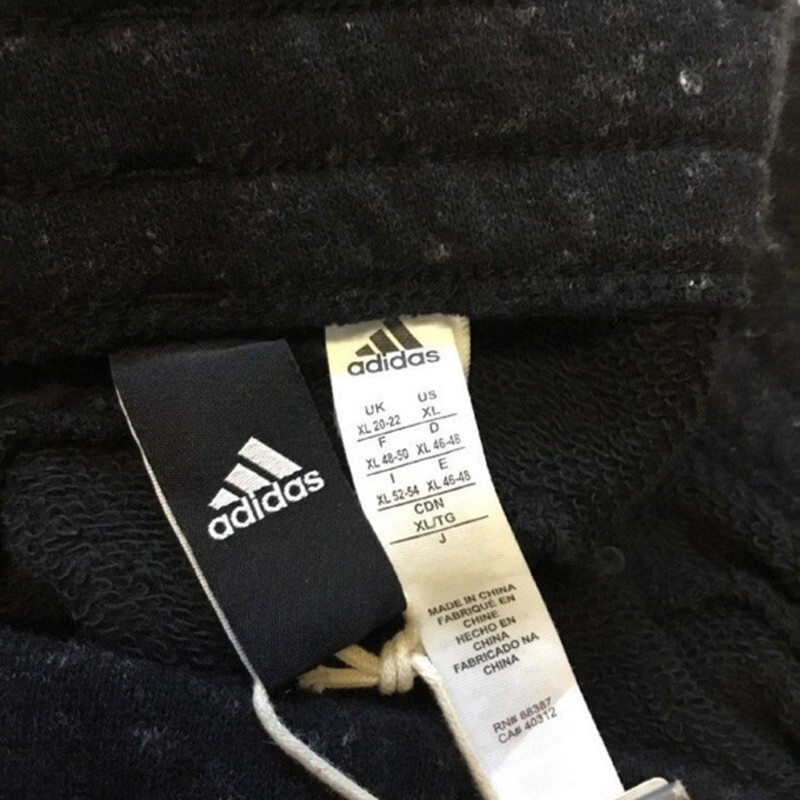 adidas
adidas
UK US
XL 20-22 XL
F D
XL 48-50 XL 46-48
I E
XL 52-54 XL 46-48
CDN
XL/TG
J
MADE IN CHINA
FABRIQUÉ EN
CHINE
HECHO EN
CHINA
FABRICADO NA
CHINA
RN# 88387
CA# 40312